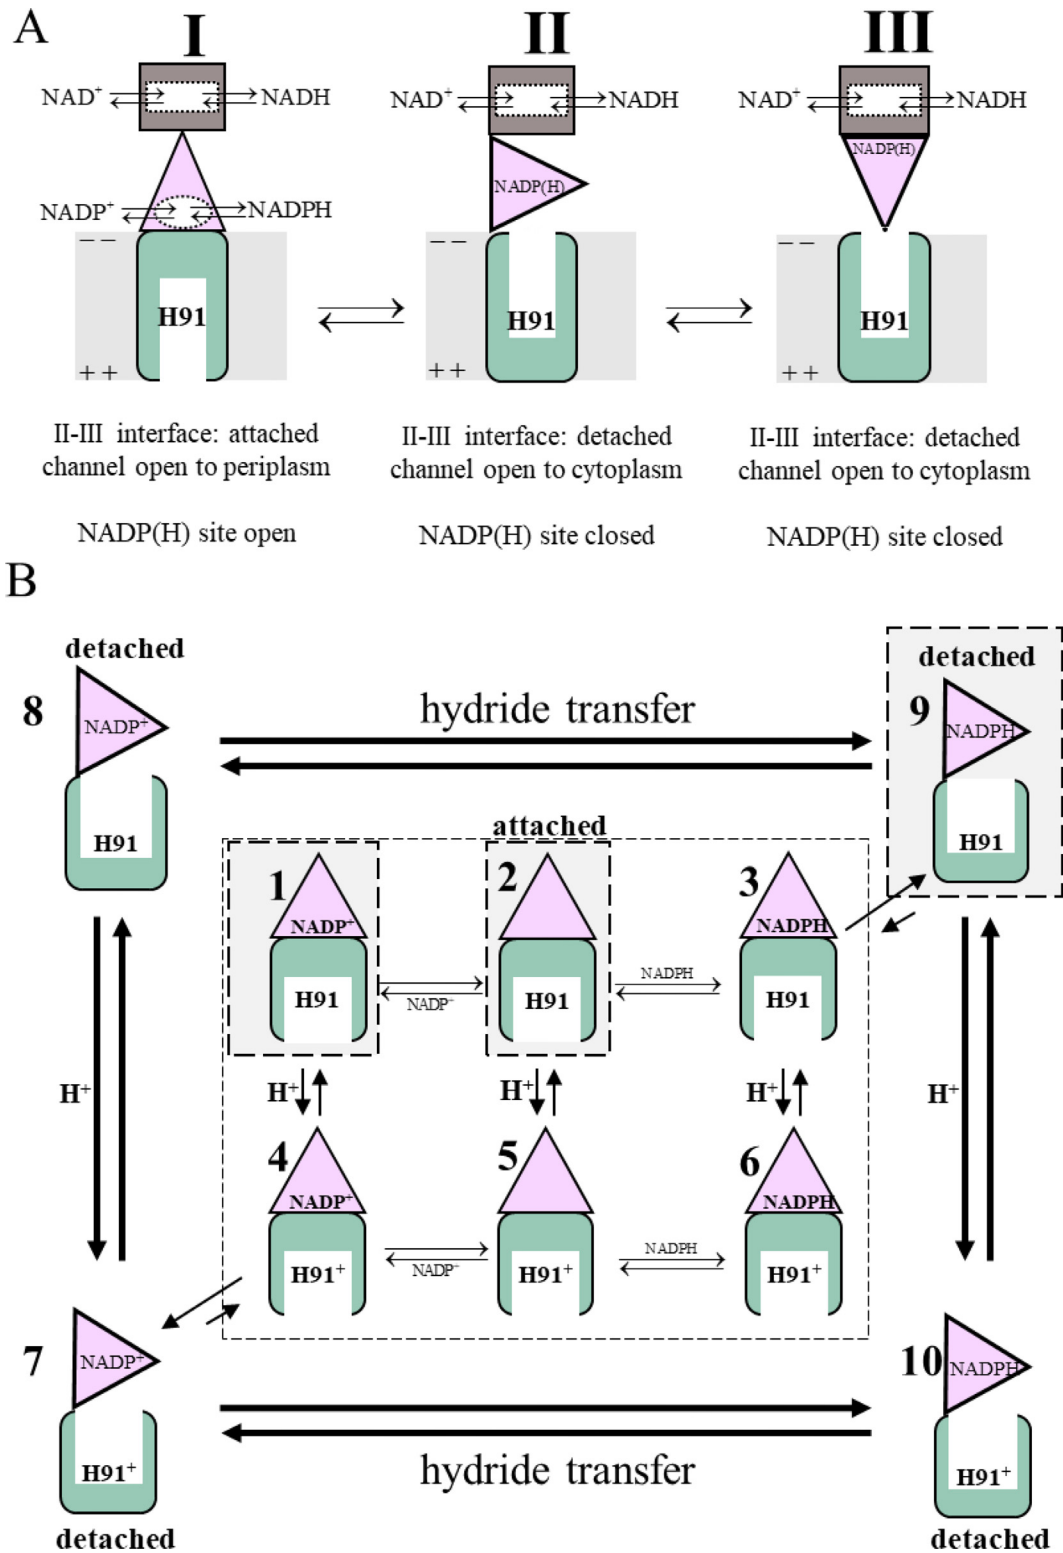 A
I II III
NAD⁺ NADH NAD⁺ NADH NAD⁺ NADH
NADP(H)
NADP(H)
NADP⁺ NADPH
– – – – – –
H91 H91 H91
+ + + + + +
II-III interface: attached II-III interface: detached II-III interface: detached
channel open to periplasm channel open to cytoplasm channel open to cytoplasm
NADP(H) site open NADP(H) site closed NADP(H) site closed
B
detached detached
8 hydride transfer 9
NADP⁺ NADPH
attached
H91 H91
1 2 3
NADP⁺ NADPH
NADPH
H91 H91 H91
NADP⁺
H⁺ H⁺ H⁺ H⁺ H⁺
4 5 6
NADP⁺ NADPH
NADPH
H91⁺ H91⁺ H91⁺
NADP⁺
7 10
NADP⁺ NADPH
hydride transfer
H91⁺ H91⁺
detached detached